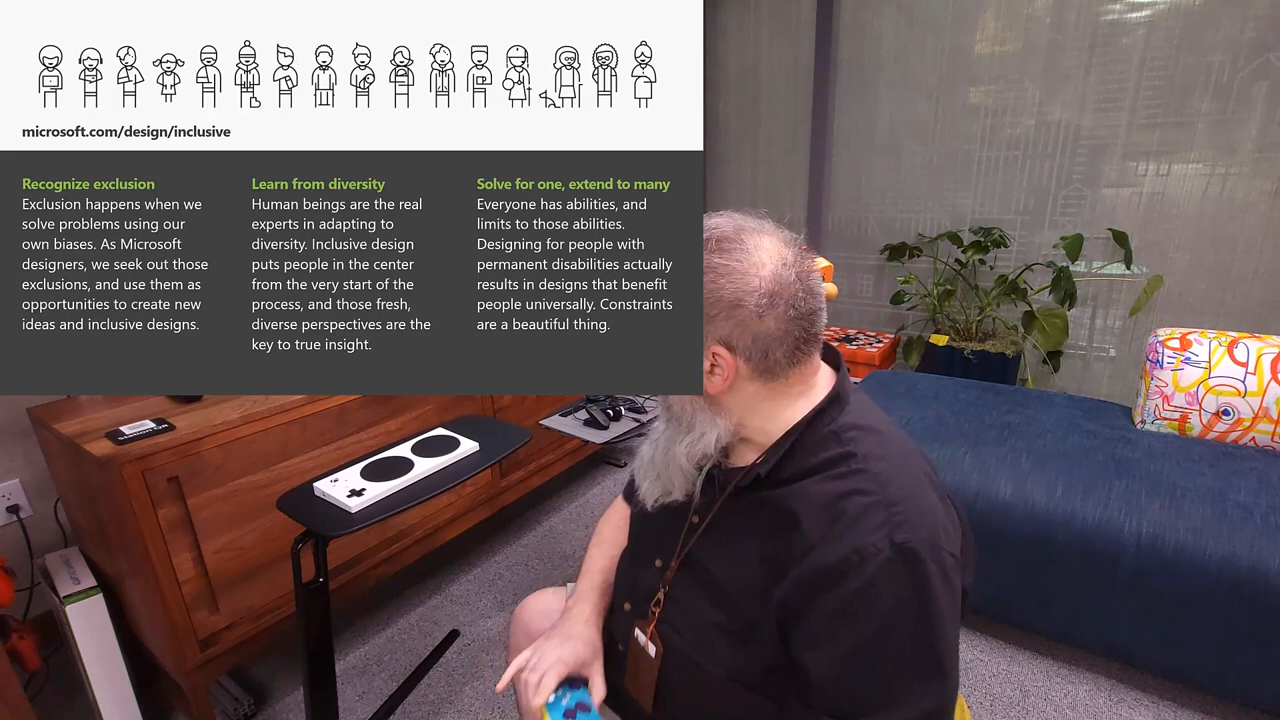 microsoft.com/design/inclusive
Recognize exclusion
Exclusion happens when we
solve problems using our
own biases. As Microsoft
designers, we seek out those
exclusions, and use them as
opportunities to create new
ideas and inclusive designs.
Learn from diversity
Human beings are the real
experts in adapting to
diversity. Inclusive design
puts people in the center
from the very start of the
process, and those fresh,
diverse perspectives are the
key to true insight.
Solve for one, extend to many
Everyone has abilities, and
limits to those abilities.
Designing for people with
permanent disabilities actually
results in designs that benefit
people universally. Constraints
are a beautiful thing.